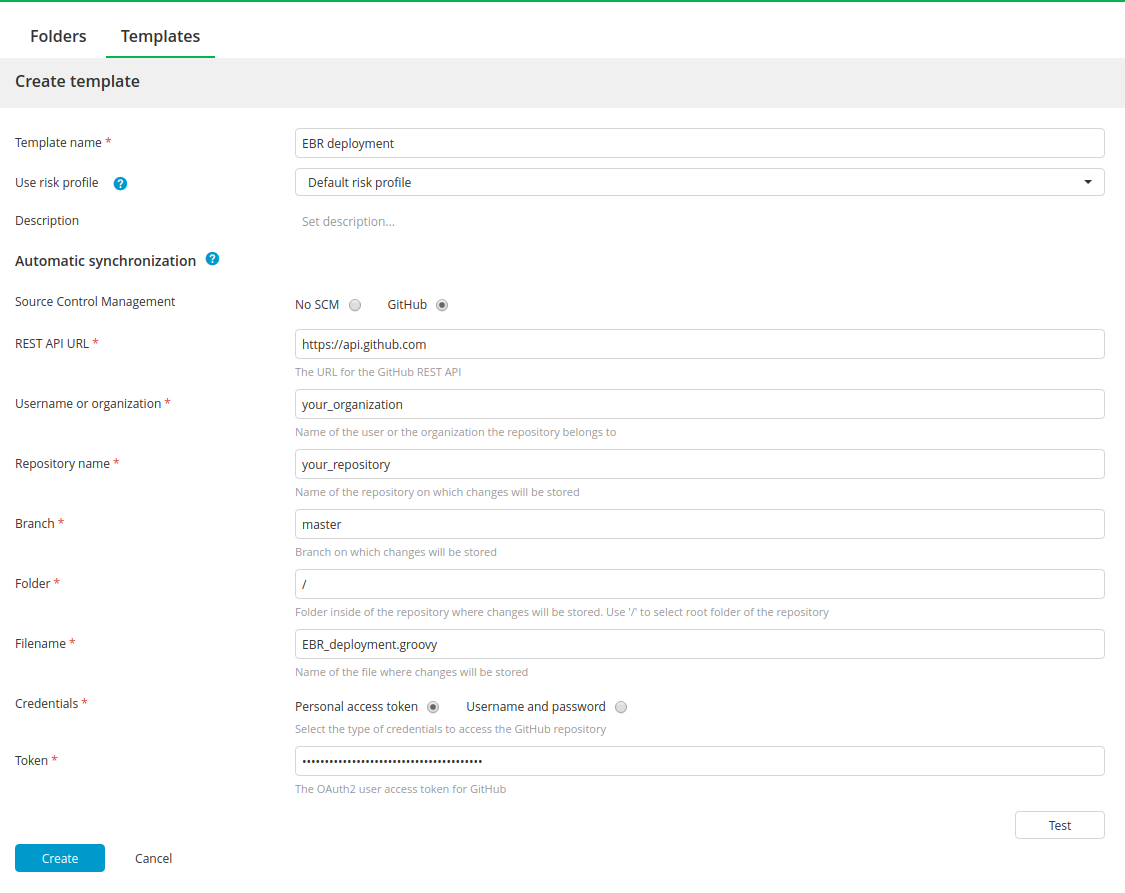 Folders Templates
Create template
Template name * EBR deployment
Use risk profile ? Default risk profile
Description Set description...
Automatic synchronization ?
Source Control Management No SCM GitHub
REST API URL * https://api.github.com
The URL for the GitHub REST API
Username or organization * your_organization
Name of the user or the organization the repository belongs to
Repository name * your_repository
Name of the repository on which changes will be stored
Branch * master
Branch on which changes will be stored
Folder * /
Folder inside of the repository where changes will be stored. Use '/' to select root folder of the repository
Filename * EBR_deployment.groovy
Name of the file where changes will be stored
Credentials * Personal access token Username and password
Select the type of credentials to access the GitHub repository
Token * ••••••••••••••••••••••••••••••••••••••••
The OAuth2 user access token for GitHub
Test
Create Cancel